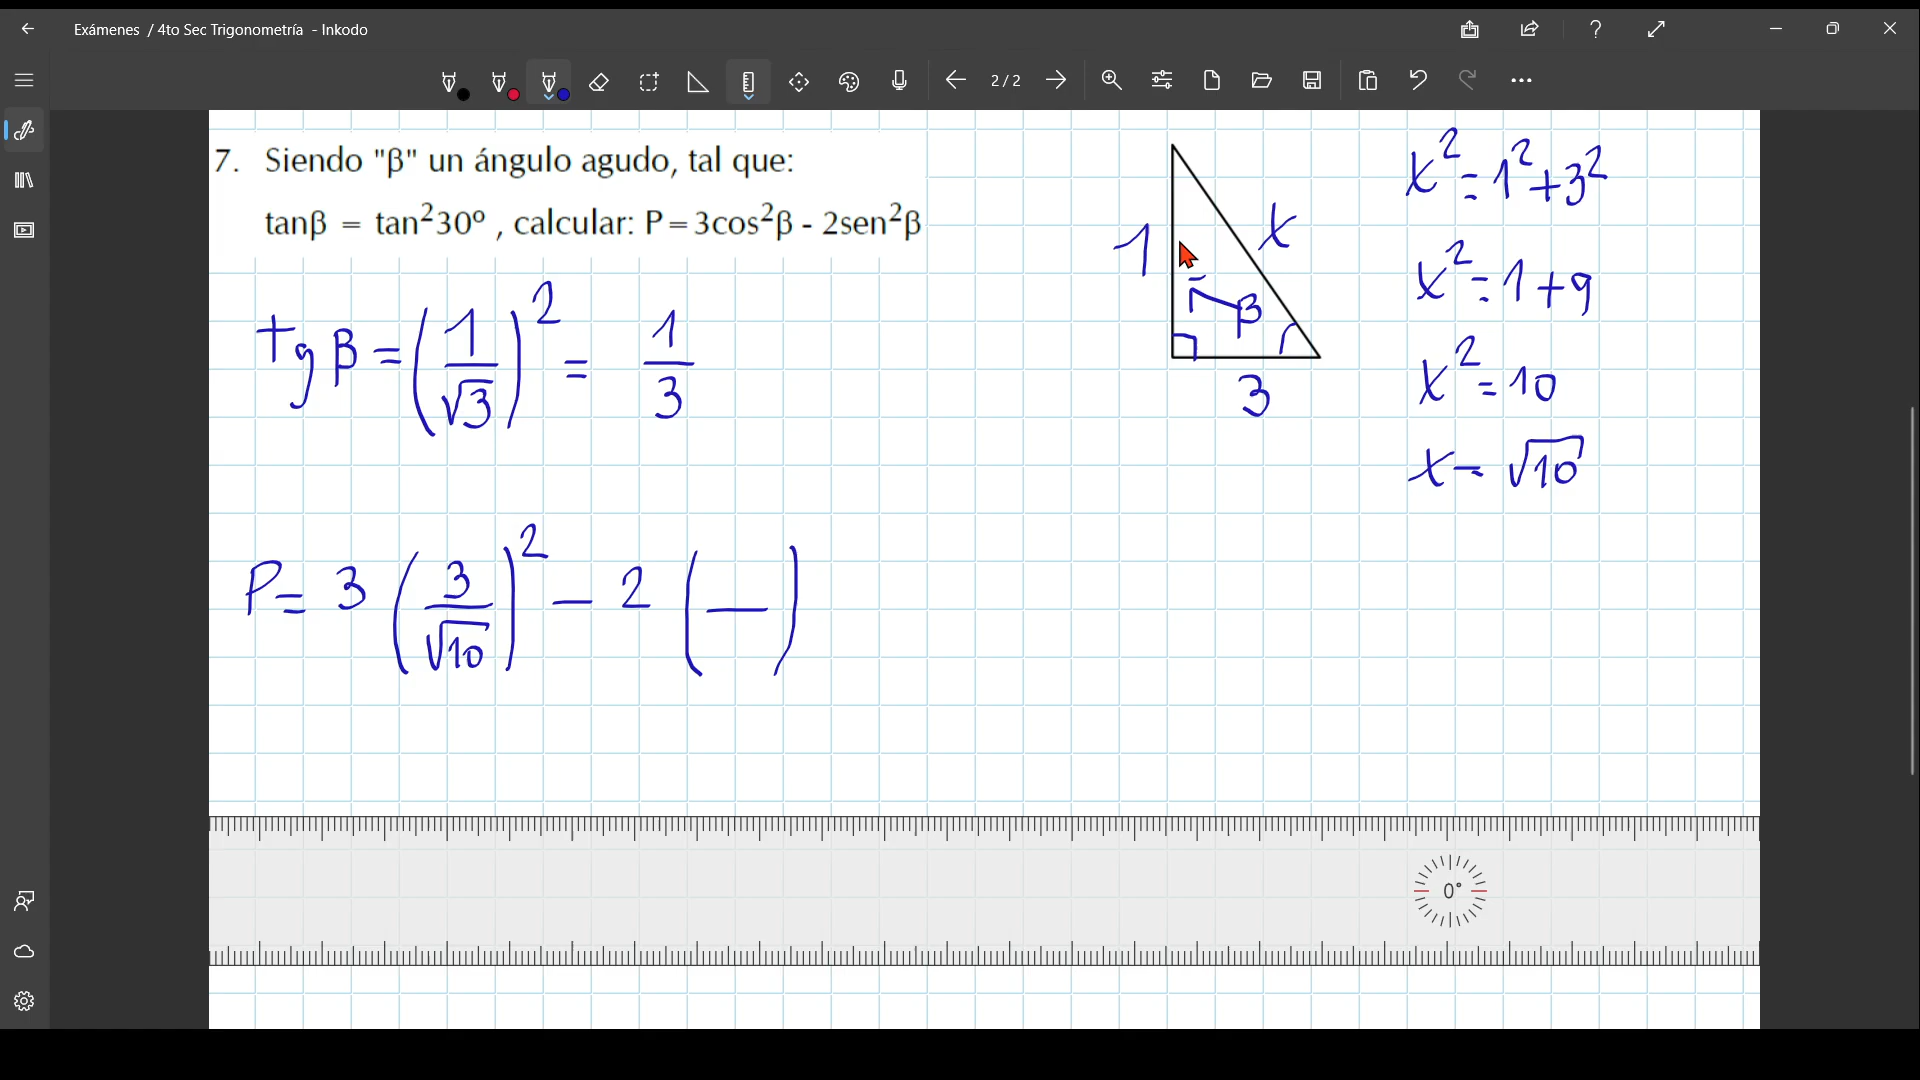 Exámenes / 4to Sec Trigonometría - Inkodo
2 / 2
7. Siendo "β" un ángulo agudo, tal que:
tanβ = tan²30º , calcular: P=3cos²β - 2sen²β
tg β = (1/√3)² = 1/3
1
x
β
3
x² = 1² + 3²
x² = 1 + 9
x² = 10
x = √10
P = 3 (3/√10)² - 2 (—)
0°